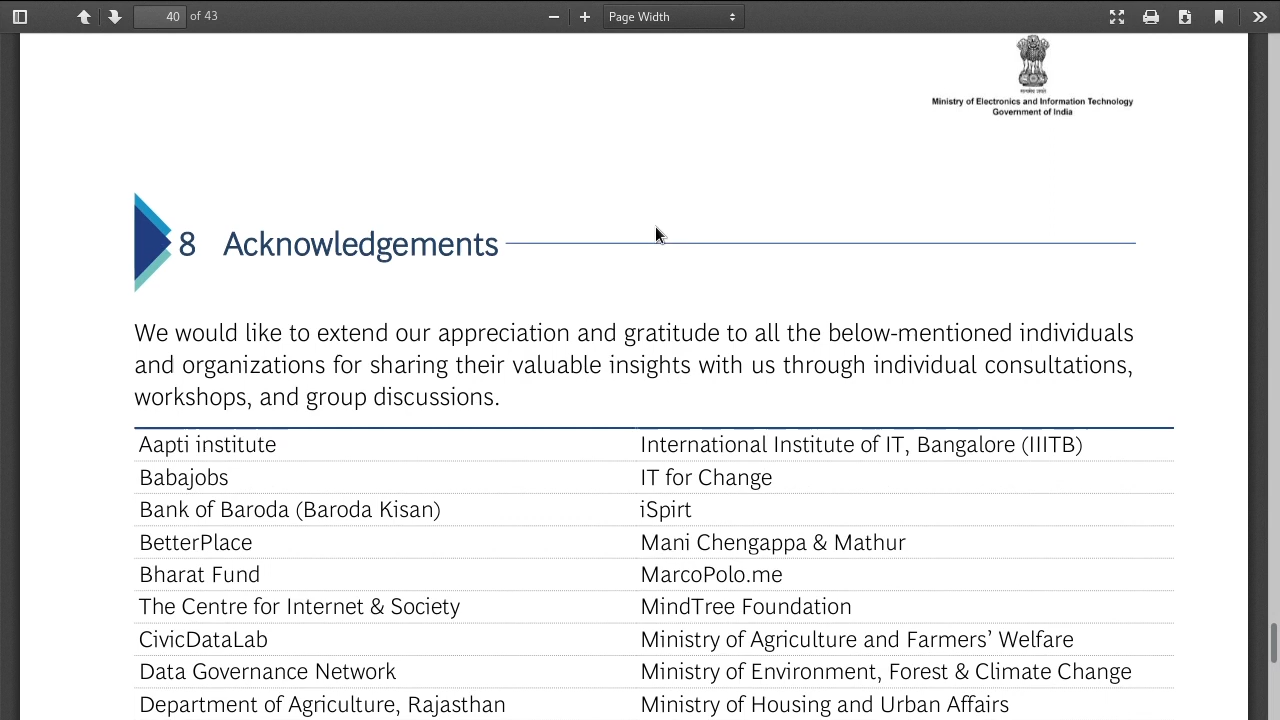 40 of 43
Page Width
सत्यमेव जयते
Ministry of Electronics and Information Technology
Government of India
8 Acknowledgements
We would like to extend our appreciation and gratitude to all the below-mentioned individuals
and organizations for sharing their valuable insights with us through individual consultations,
workshops, and group discussions.
Aapti institute International Institute of IT, Bangalore (IIITB)
Babajobs IT for Change
Bank of Baroda (Baroda Kisan) iSpirt
BetterPlace Mani Chengappa & Mathur
Bharat Fund MarcoPolo.me
The Centre for Internet & Society MindTree Foundation
CivicDataLab Ministry of Agriculture and Farmers’ Welfare
Data Governance Network Ministry of Environment, Forest & Climate Change
Department of Agriculture, Rajasthan Ministry of Housing and Urban Affairs